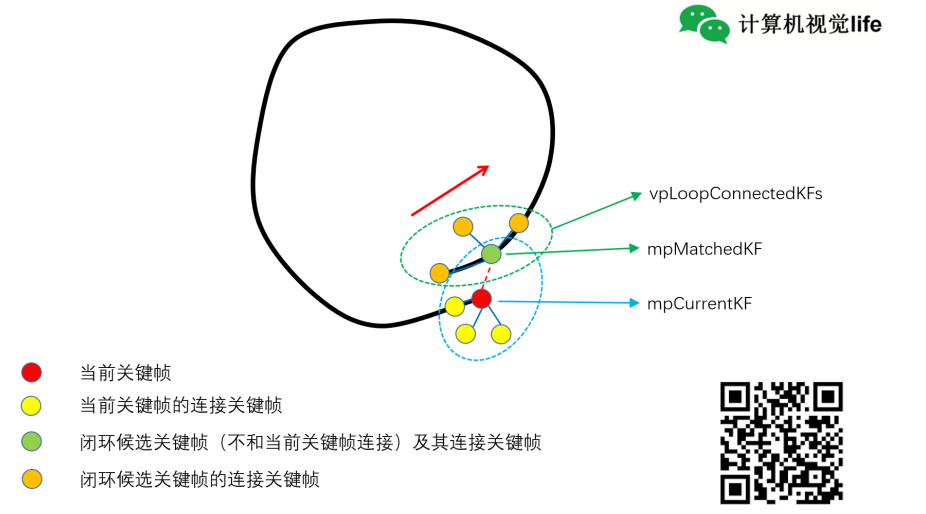 计算机视觉life
vpLoopConnectedKFs
mpMatchedKF
mpCurrentKF
当前关键帧
当前关键帧的连接关键帧
闭环候选关键帧（不和当前关键帧连接）及其连接关键帧
闭环候选关键帧的连接关键帧